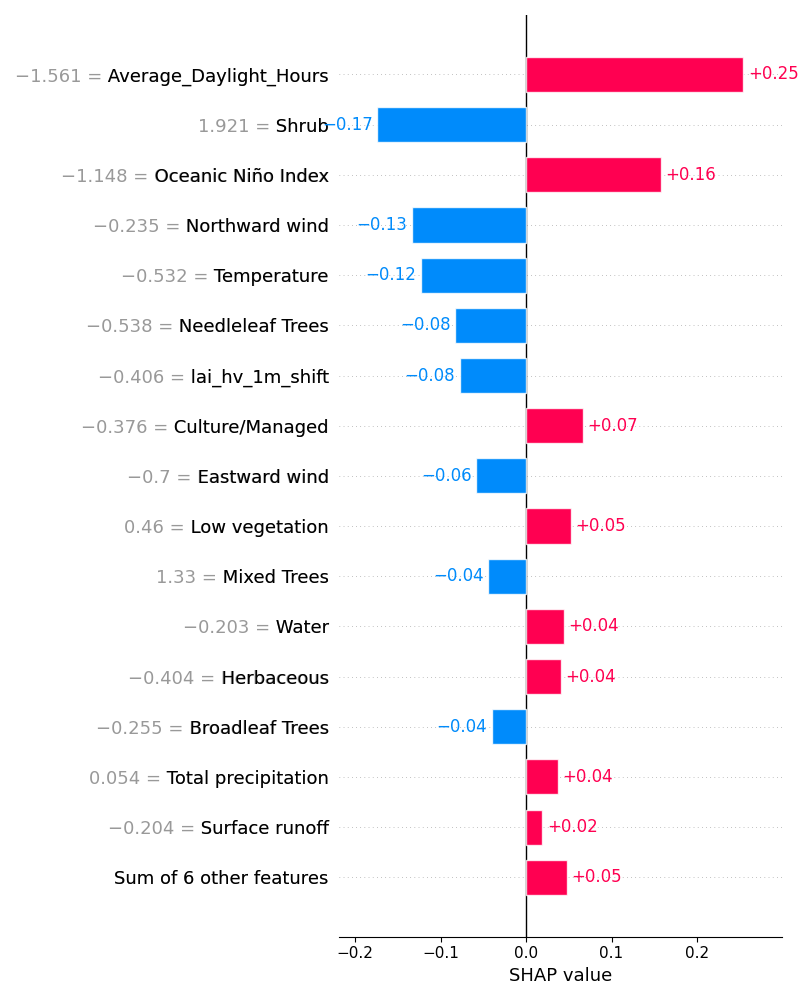 −1.561 = Average_Daylight_Hours +0.25
1.921 = Shrub −0.17
−1.148 = Oceanic Niño Index +0.16
−0.235 = Northward wind −0.13
−0.532 = Temperature −0.12
−0.538 = Needleleaf Trees −0.08
−0.406 = lai_hv_1m_shift −0.08
−0.376 = Culture/Managed +0.07
−0.7 = Eastward wind −0.06
0.46 = Low vegetation +0.05
1.33 = Mixed Trees −0.04
−0.203 = Water +0.04
−0.404 = Herbaceous +0.04
−0.255 = Broadleaf Trees −0.04
0.054 = Total precipitation +0.04
−0.204 = Surface runoff +0.02
Sum of 6 other features +0.05
−0.2 −0.1 0.0 0.1 0.2
SHAP value